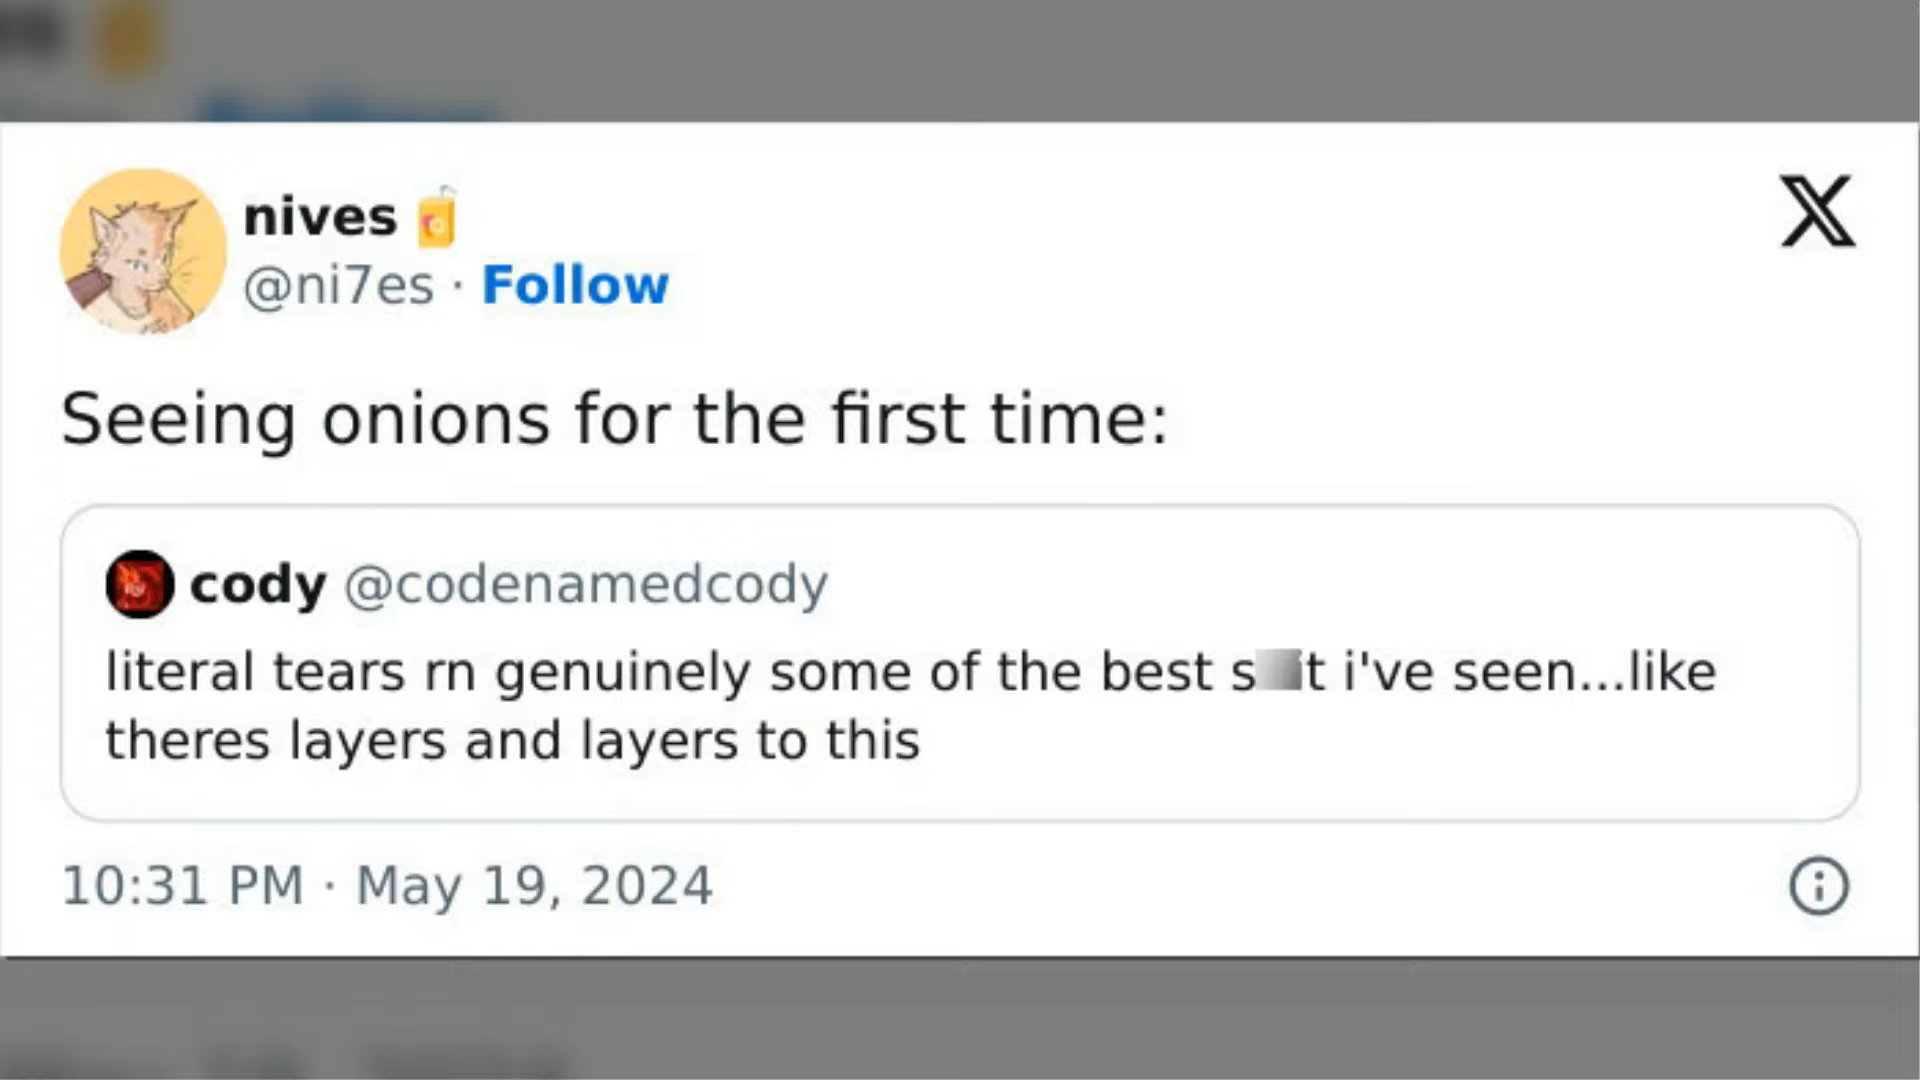 nives 🧃
@ni7es · Follow
Seeing onions for the first time:
cody @codenamedcody
literal tears rn genuinely some of the best s t i've seen...like
theres layers and layers to this
10:31 PM · May 19, 2024